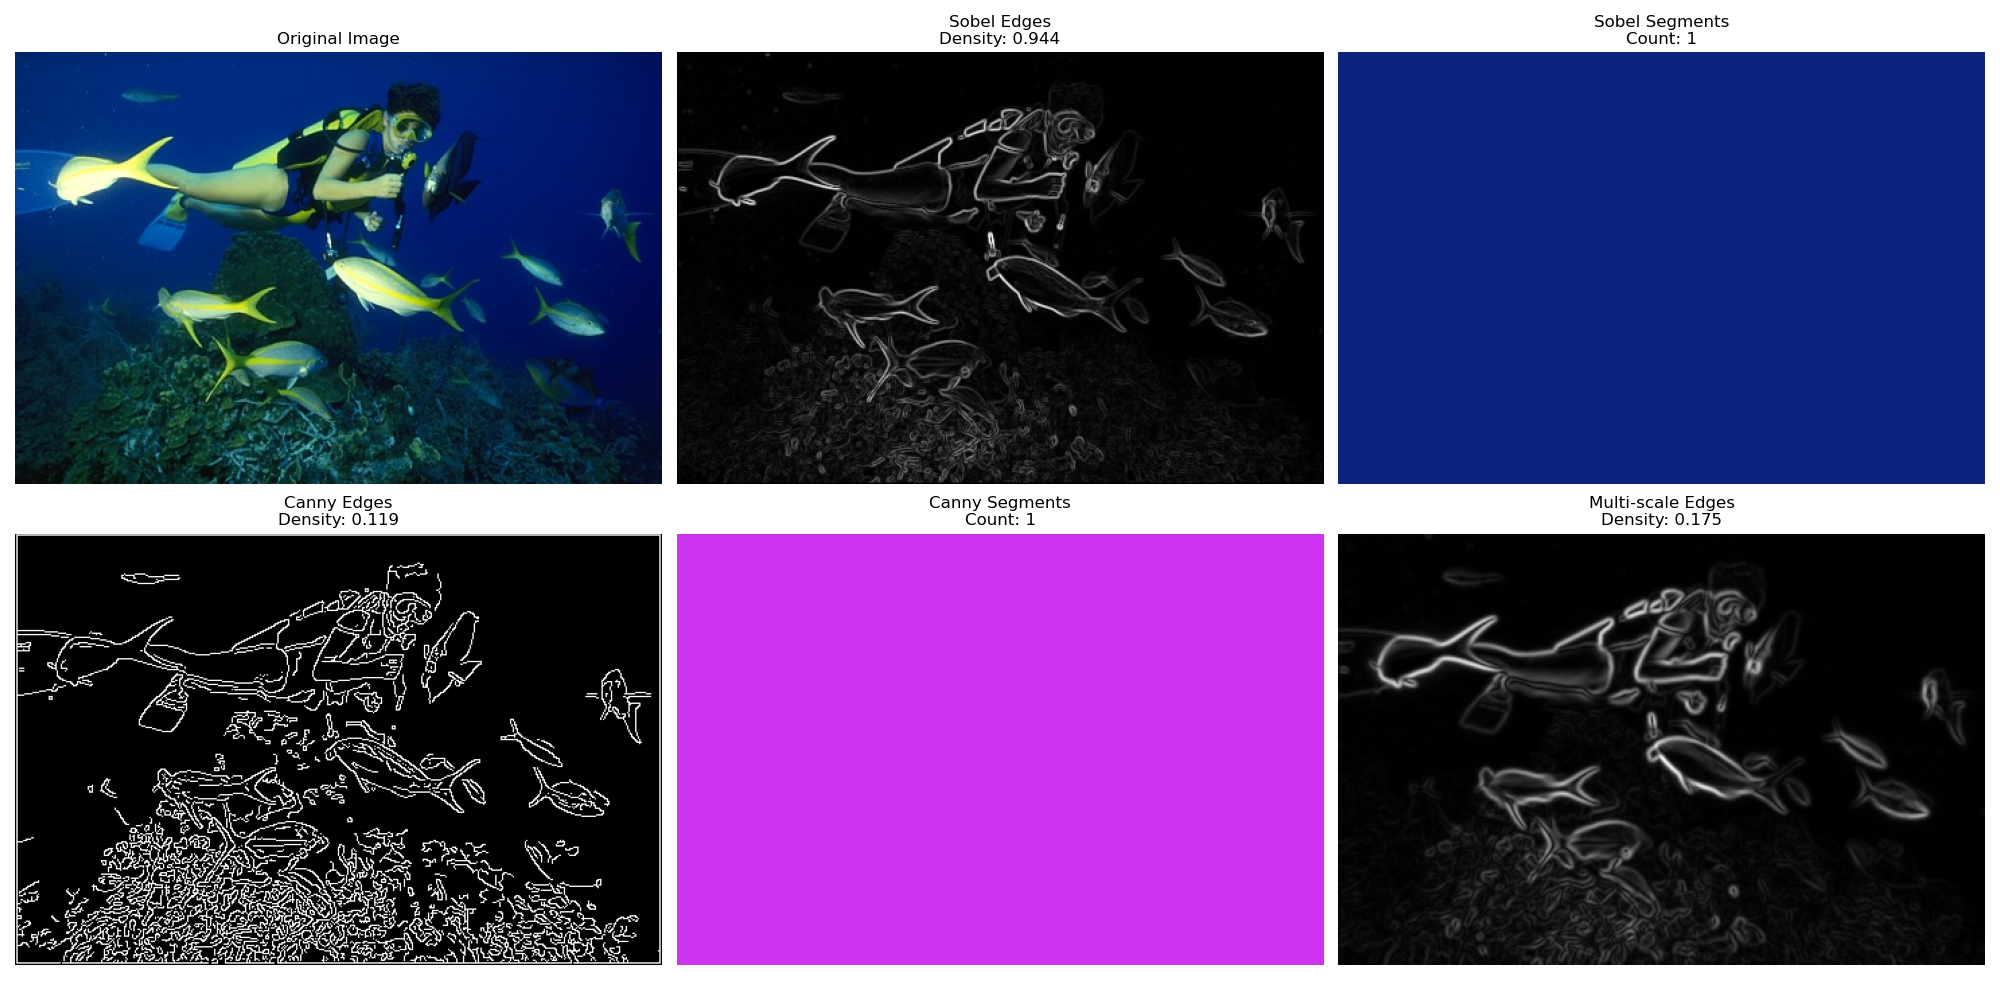 Original Image
Sobel Edges
Density: 0.944
Sobel Segments
Count: 1
Canny Edges
Density: 0.119
Canny Segments
Count: 1
Multi-scale Edges
Density: 0.175